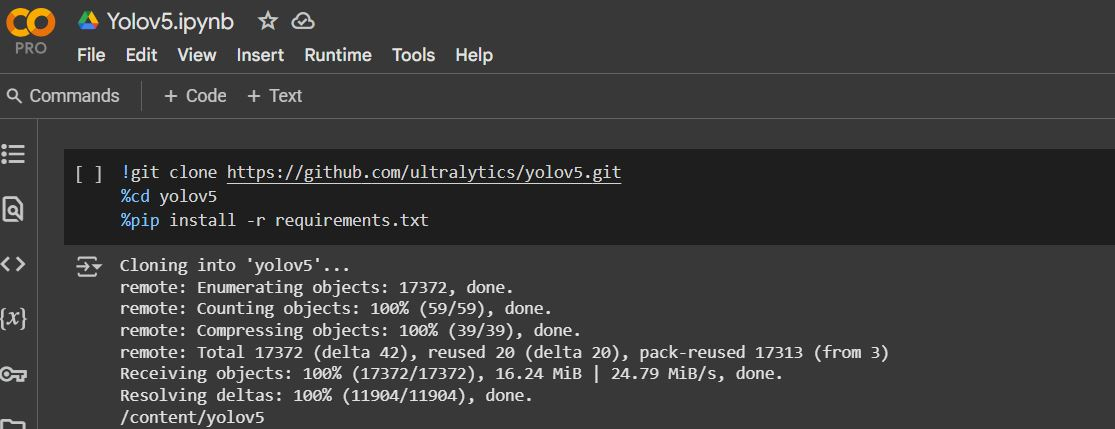 CO Yolov5.ipynb
PRO
File Edit View Insert Runtime Tools Help
Commands + Code + Text
[ ] !git clone https://github.com/ultralytics/yolov5.git
%cd yolov5
%pip install -r requirements.txt
Cloning into 'yolov5'...
remote: Enumerating objects: 17372, done.
remote: Counting objects: 100% (59/59), done.
remote: Compressing objects: 100% (39/39), done.
remote: Total 17372 (delta 42), reused 20 (delta 20), pack-reused 17313 (from 3)
Receiving objects: 100% (17372/17372), 16.24 MiB | 24.79 MiB/s, done.
Resolving deltas: 100% (11904/11904), done.
{x}
/content/yolov5